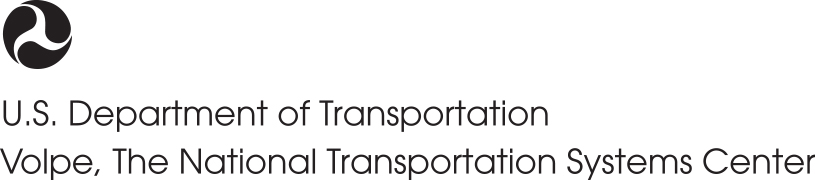 U.S. Department of Transportation
Volpe, The National Transportation Systems Center